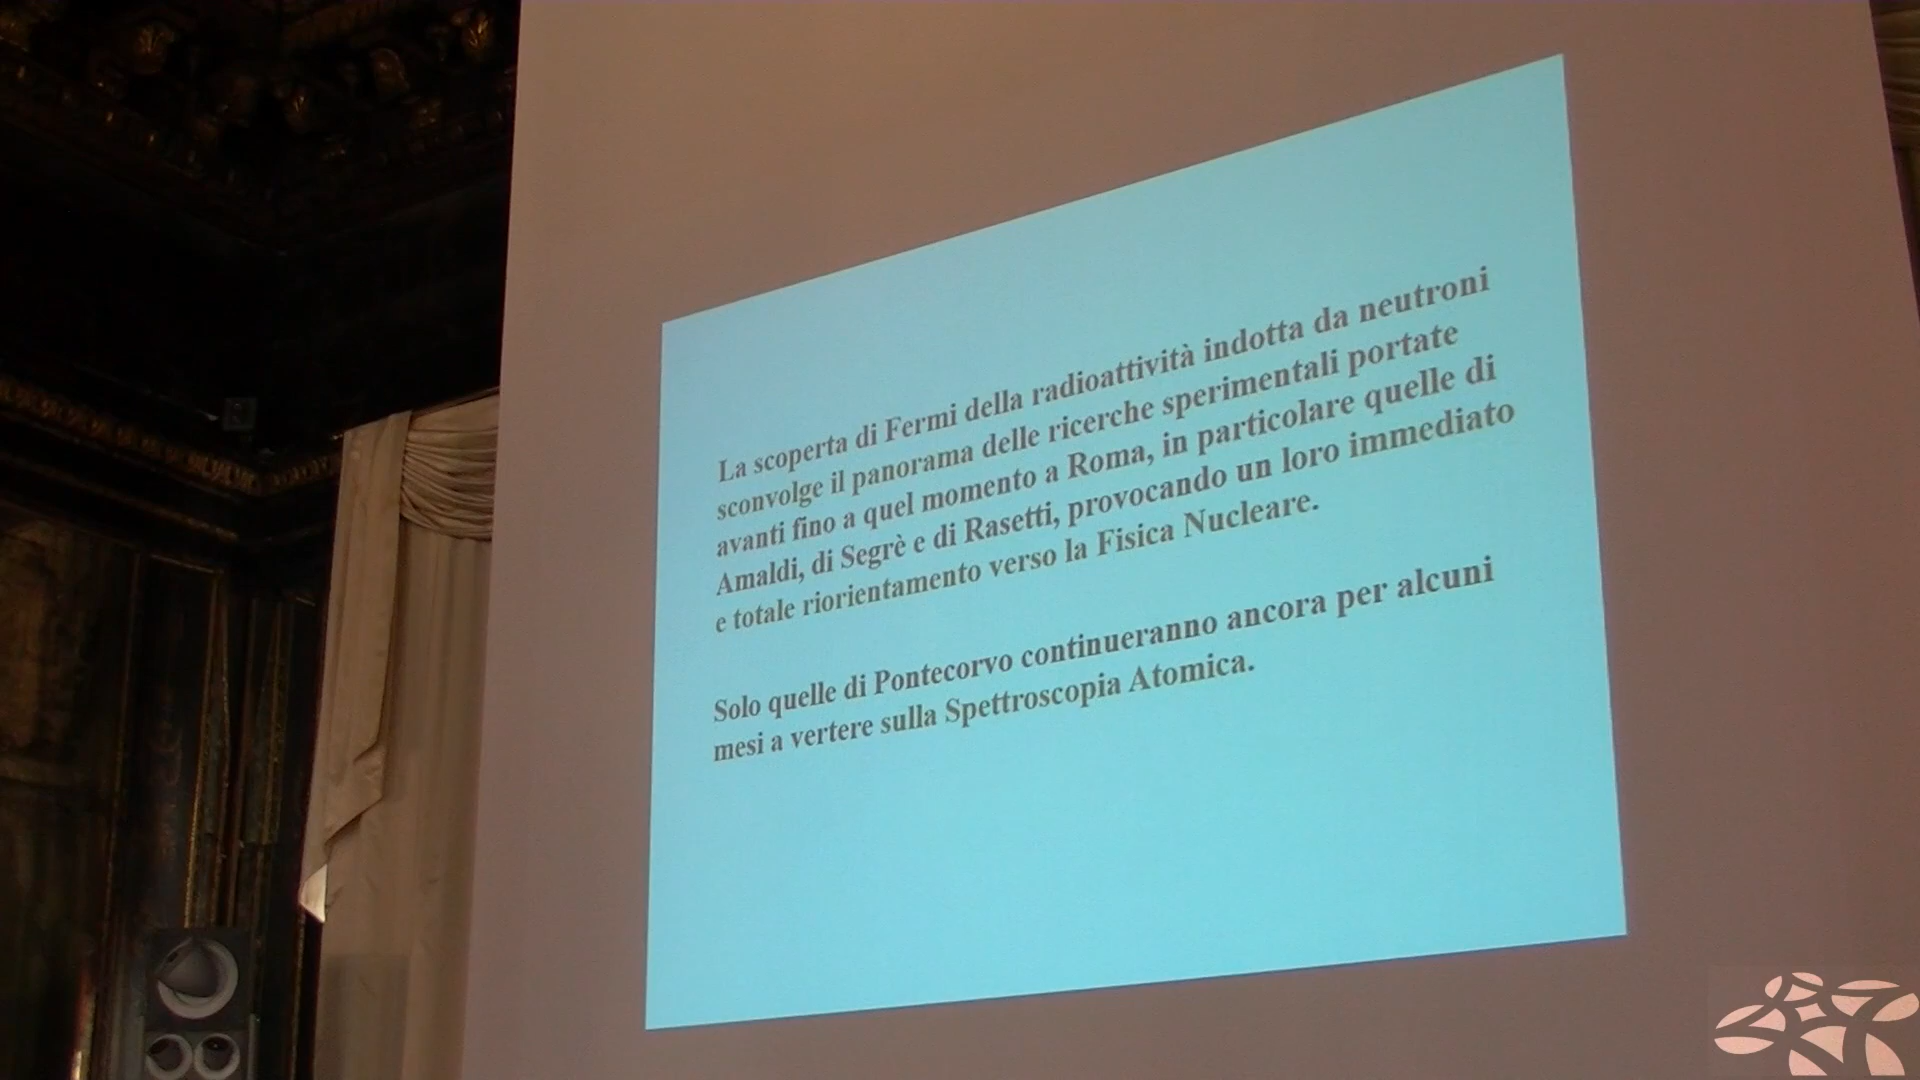 La scoperta di Fermi della radioattività indotta da neutroni
sconvolge il panorama delle ricerche sperimentali portate
avanti fino a quel momento a Roma, in particolare quelle di
Amaldi, di Segrè e di Rasetti, provocando un loro immediato
e totale riorientamento verso la Fisica Nucleare.
Solo quelle di Pontecorvo continueranno ancora per alcuni
mesi a vertere sulla Spettroscopia Atomica.